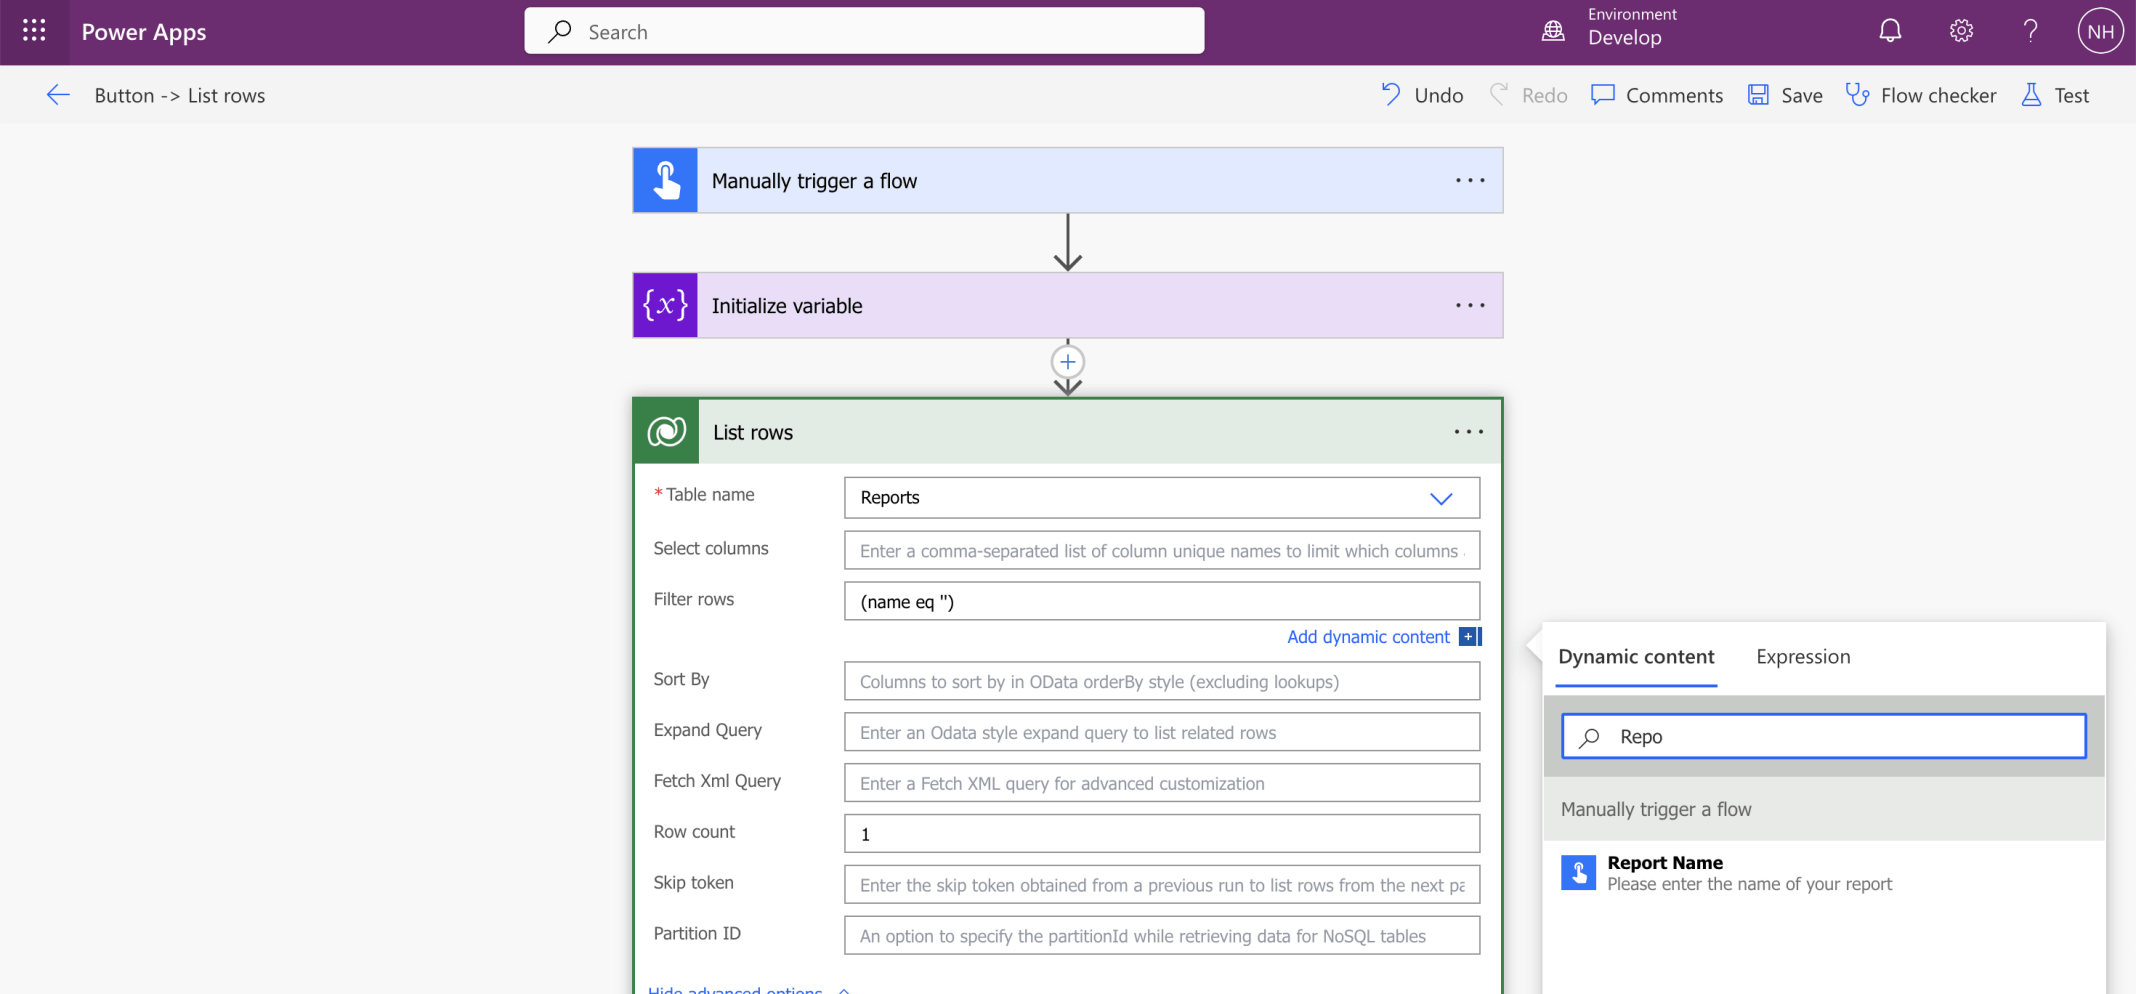 Power Apps
Search
Environment
Develop
NH
Button -> List rows
Undo
Redo
Comments
Save
Flow checker
Test
Manually trigger a flow
{x}
Initialize variable
List rows
* Table name
Reports
Select columns
Enter a comma-separated list of column unique names to limit which columns
Filter rows
(name eq '')
Add dynamic content
Sort By
Columns to sort by in OData orderBy style (excluding lookups)
Expand Query
Enter an Odata style expand query to list related rows
Fetch Xml Query
Enter a Fetch XML query for advanced customization
Row count
1
Skip token
Enter the skip token obtained from a previous run to list rows from the next pa
Partition ID
An option to specify the partitionId while retrieving data for NoSQL tables
Hide advanced options
Dynamic content
Expression
Repo
Manually trigger a flow
Report Name
Please enter the name of your report